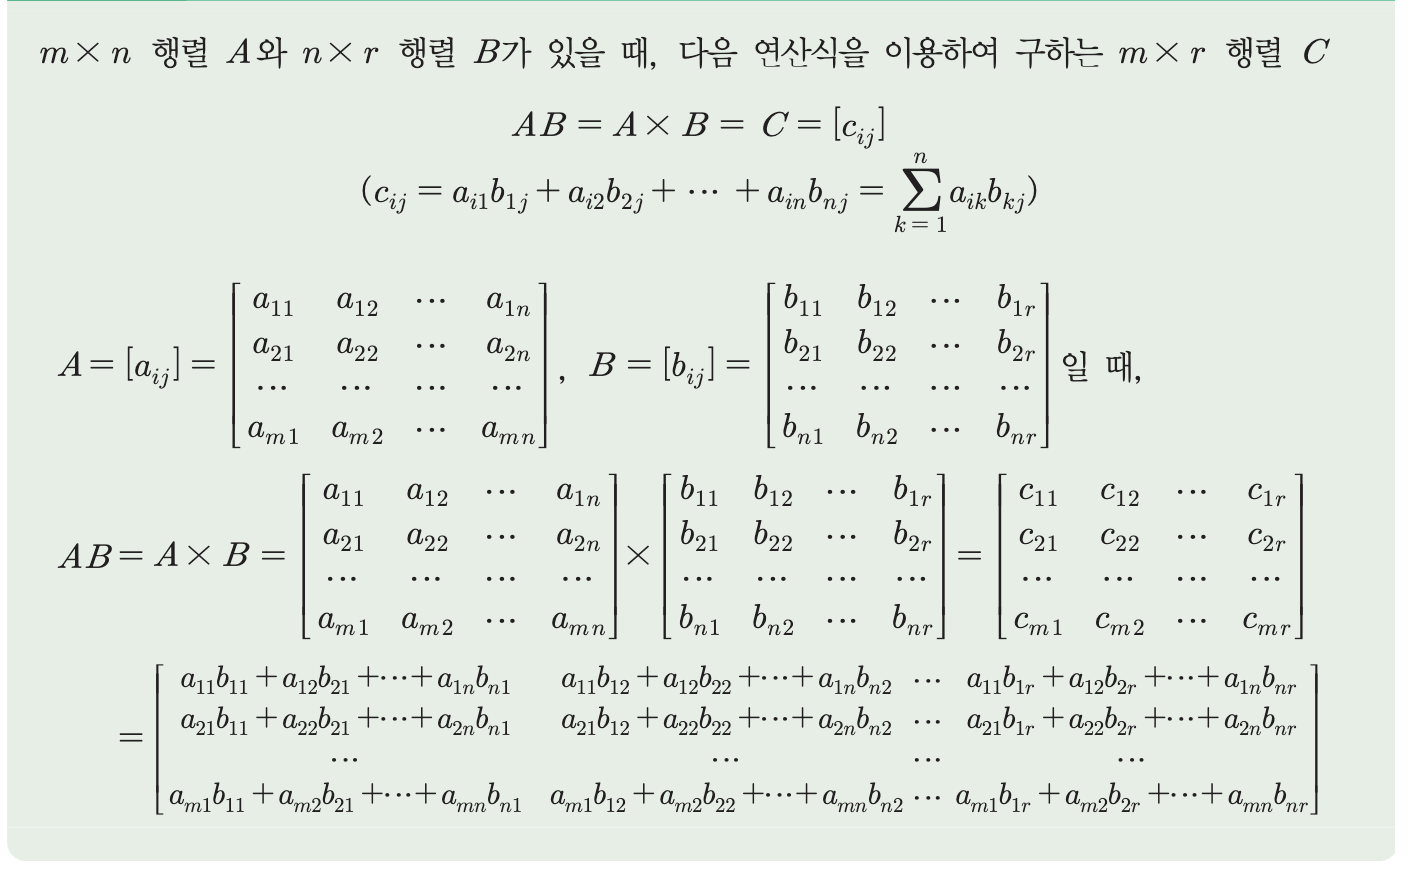 m × n 행렬 A와 n × r 행렬 B가 있을 때, 다음 연산식을 이용하여 구하는 m × r 행렬 C
AB = A × B = C = [c_{ij}]
(c_{ij} = a_{i1}b_{1j} + a_{i2}b_{2j} + ⋯ + a_{in}b_{nj} = \sum_{k=1}^{n} a_{ik}b_{kj})
A = [a_{ij}] = \begin{bmatrix} a_{11} & a_{12} & \cdots & a_{1n} \\ a_{21} & a_{22} & \cdots & a_{2n} \\ \cdots & \cdots & \cdots & \cdots \\ a_{m1} & a_{m2} & \cdots & a_{mn} \end{bmatrix}, B = [b_{ij}] = \begin{bmatrix} b_{11} & b_{12} & \cdots & b_{1r} \\ b_{21} & b_{22} & \cdots & b_{2r} \\ \cdots & \cdots & \cdots & \cdots \\ b_{n1} & b_{n2} & \cdots & b_{nr} \end{bmatrix} 일 때,
AB = A × B = \begin{bmatrix} a_{11} & a_{12} & \cdots & a_{1n} \\ a_{21} & a_{22} & \cdots & a_{2n} \\ \cdots & \cdots & \cdots & \cdots \\ a_{m1} & a_{m2} & \cdots & a_{mn} \end{bmatrix} × \begin{bmatrix} b_{11} & b_{12} & \cdots & b_{1r} \\ b_{21} & b_{22} & \cdots & b_{2r} \\ \cdots & \cdots & \cdots & \cdots \\ b_{n1} & b_{n2} & \cdots & b_{nr} \end{bmatrix} = \begin{bmatrix} c_{11} & c_{12} & \cdots & c_{1r} \\ c_{21} & c_{22} & \cdots & c_{2r} \\ \cdots & \cdots & \cdots & \cdots \\ c_{m1} & c_{m2} & \cdots & c_{mr} \end{bmatrix}
= \begin{bmatrix} a_{11}b_{11} + a_{12}b_{21} + \cdots + a_{1n}b_{n1} & a_{11}b_{12} + a_{12}b_{22} + \cdots + a_{1n}b_{n2} & \cdots & a_{11}b_{1r} + a_{12}b_{2r} + \cdots + a_{1n}b_{nr} \\ a_{21}b_{11} + a_{22}b_{21} + \cdots + a_{2n}b_{n1} & a_{21}b_{12} + a_{22}b_{22} + \cdots + a_{2n}b_{n2} & \cdots & a_{21}b_{1r} + a_{22}b_{2r} + \cdots + a_{2n}b_{nr} \\ \cdots & \cdots & \cdots & \cdots \\ a_{m1}b_{11} + a_{m2}b_{21} + \cdots + a_{mn}b_{n1} & a_{m1}b_{12} + a_{m2}b_{22} + \cdots + a_{mn}b_{n2} & \cdots & a_{m1}b_{1r} + a_{m2}b_{2r} + \cdots + a_{mn}b_{nr} \end{bmatrix}